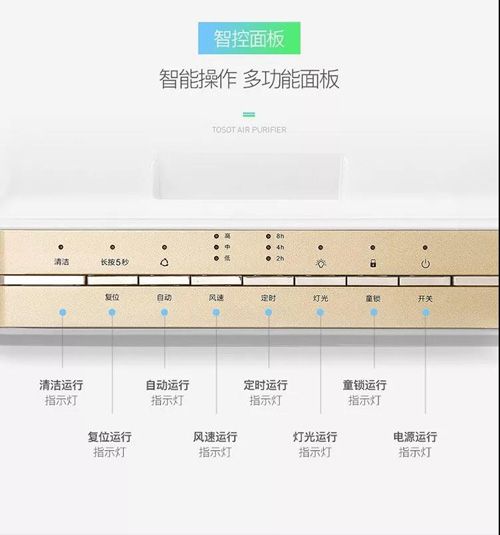 智控面板
智能操作 多功能面板
TOSOT AIR PURIFIER
高 8h
中 4h
低 2h
清洁 长按5秒
复位 自动 风速 定时 灯光 童锁 开关
清洁运行 自动运行 定时运行 童锁运行
指示灯 指示灯 指示灯 指示灯
复位运行 风速运行 灯光运行 电源运行
指示灯 指示灯 指示灯 指示灯